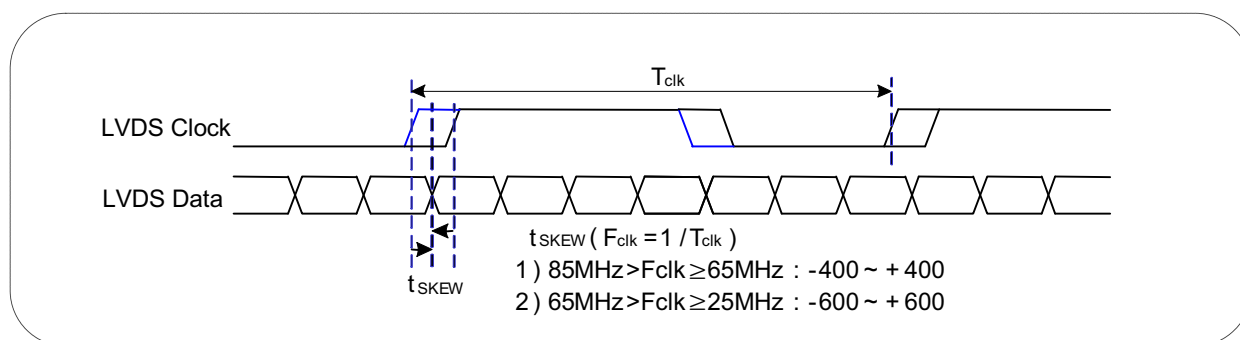 Tclk
LVDS Clock
LVDS Data
tSKEW ( Fclk = 1 / Tclk )
1 ) 85MHz > Fclk ≥ 65MHz : -400 ~ + 400
tSKEW
2 ) 65MHz > Fclk ≥ 25MHz : -600 ~ + 600